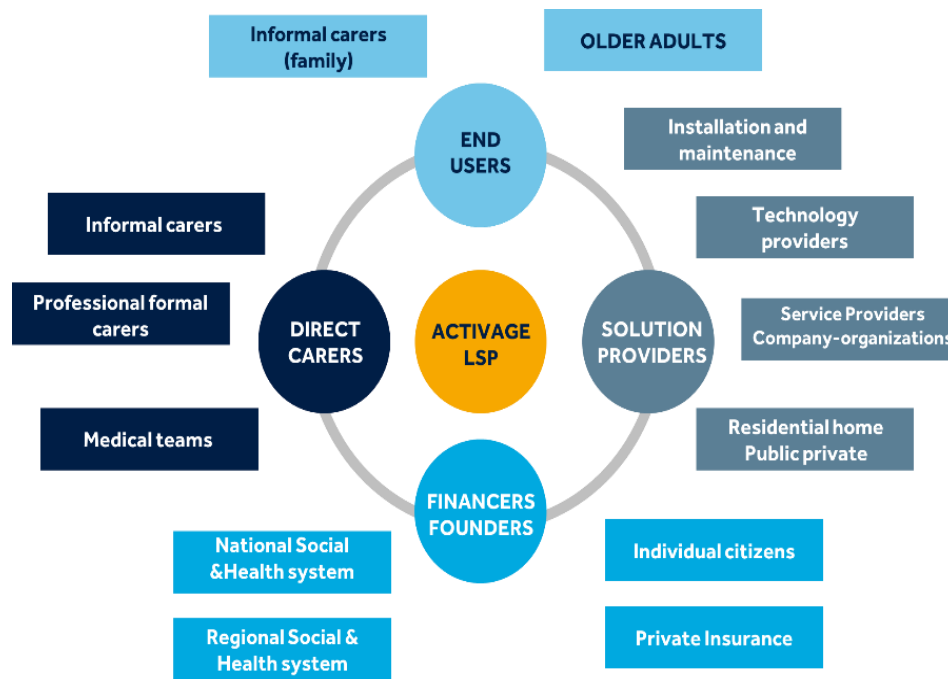 Informal carers
(family)
OLDER ADULTS
END
USERS
Installation and
maintenance
Informal carers
Technology
providers
Professional formal
carers
DIRECT
CARERS
ACTIVAGE
LSP
SOLUTION
PROVIDERS
Service Providers
Company-organizations
Medical teams
Residential home
Public private
FINANCERS
FOUNDERS
National Social
&Health system
Individual citizens
Regional Social &
Health system
Private Insurance